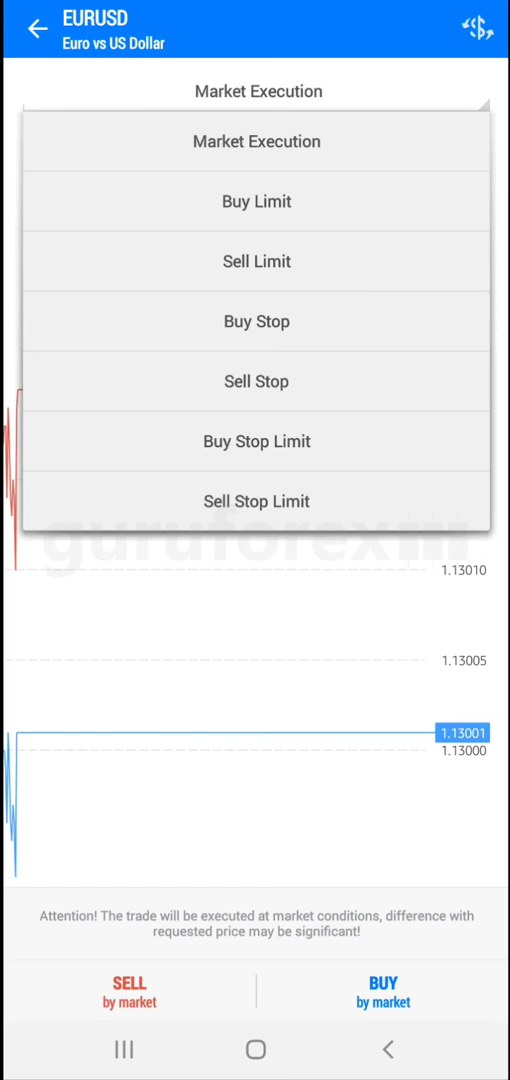 EURUSD
Euro vs US Dollar
Market Execution
Market Execution
Buy Limit
Sell Limit
Buy Stop
Sell Stop
Buy Stop Limit
Sell Stop Limit
guruforex
1.13010
1.13005
1.13001
1.13000
Attention! The trade will be executed at market conditions, difference with
requested price may be significant!
SELL
by market
BUY
by market